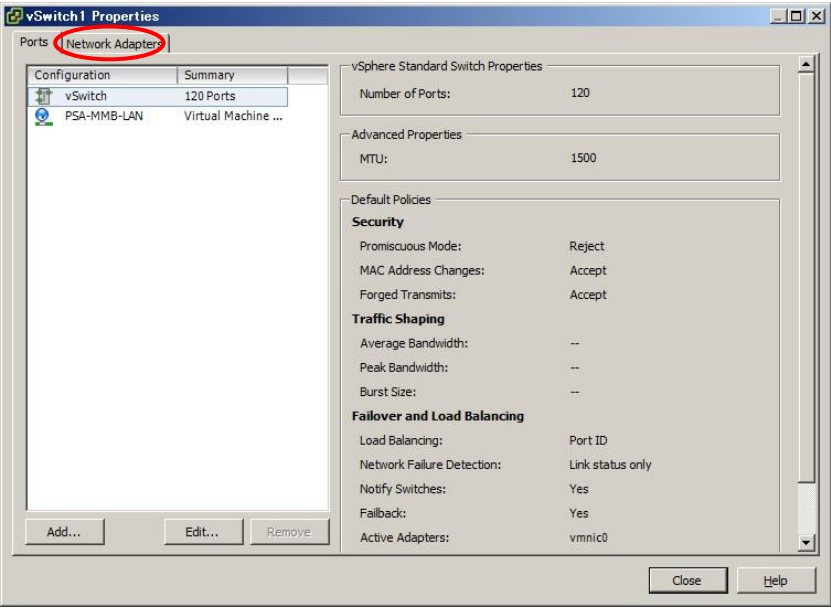 vSwitch1 Properties
Ports Network Adapters
Configuration Summary
vSwitch 120 Ports
PSA-MMB-LAN Virtual Machine ...
Add... Edit... Remove
vSphere Standard Switch Properties
Number of Ports: 120
Advanced Properties
MTU: 1500
Default Policies
Security
Promiscuous Mode: Reject
MAC Address Changes: Accept
Forged Transmits: Accept
Traffic Shaping
Average Bandwidth: --
Peak Bandwidth: --
Burst Size: --
Failover and Load Balancing
Load Balancing: Port ID
Network Failure Detection: Link status only
Notify Switches: Yes
Failback: Yes
Active Adapters: vmnic0
Close Help